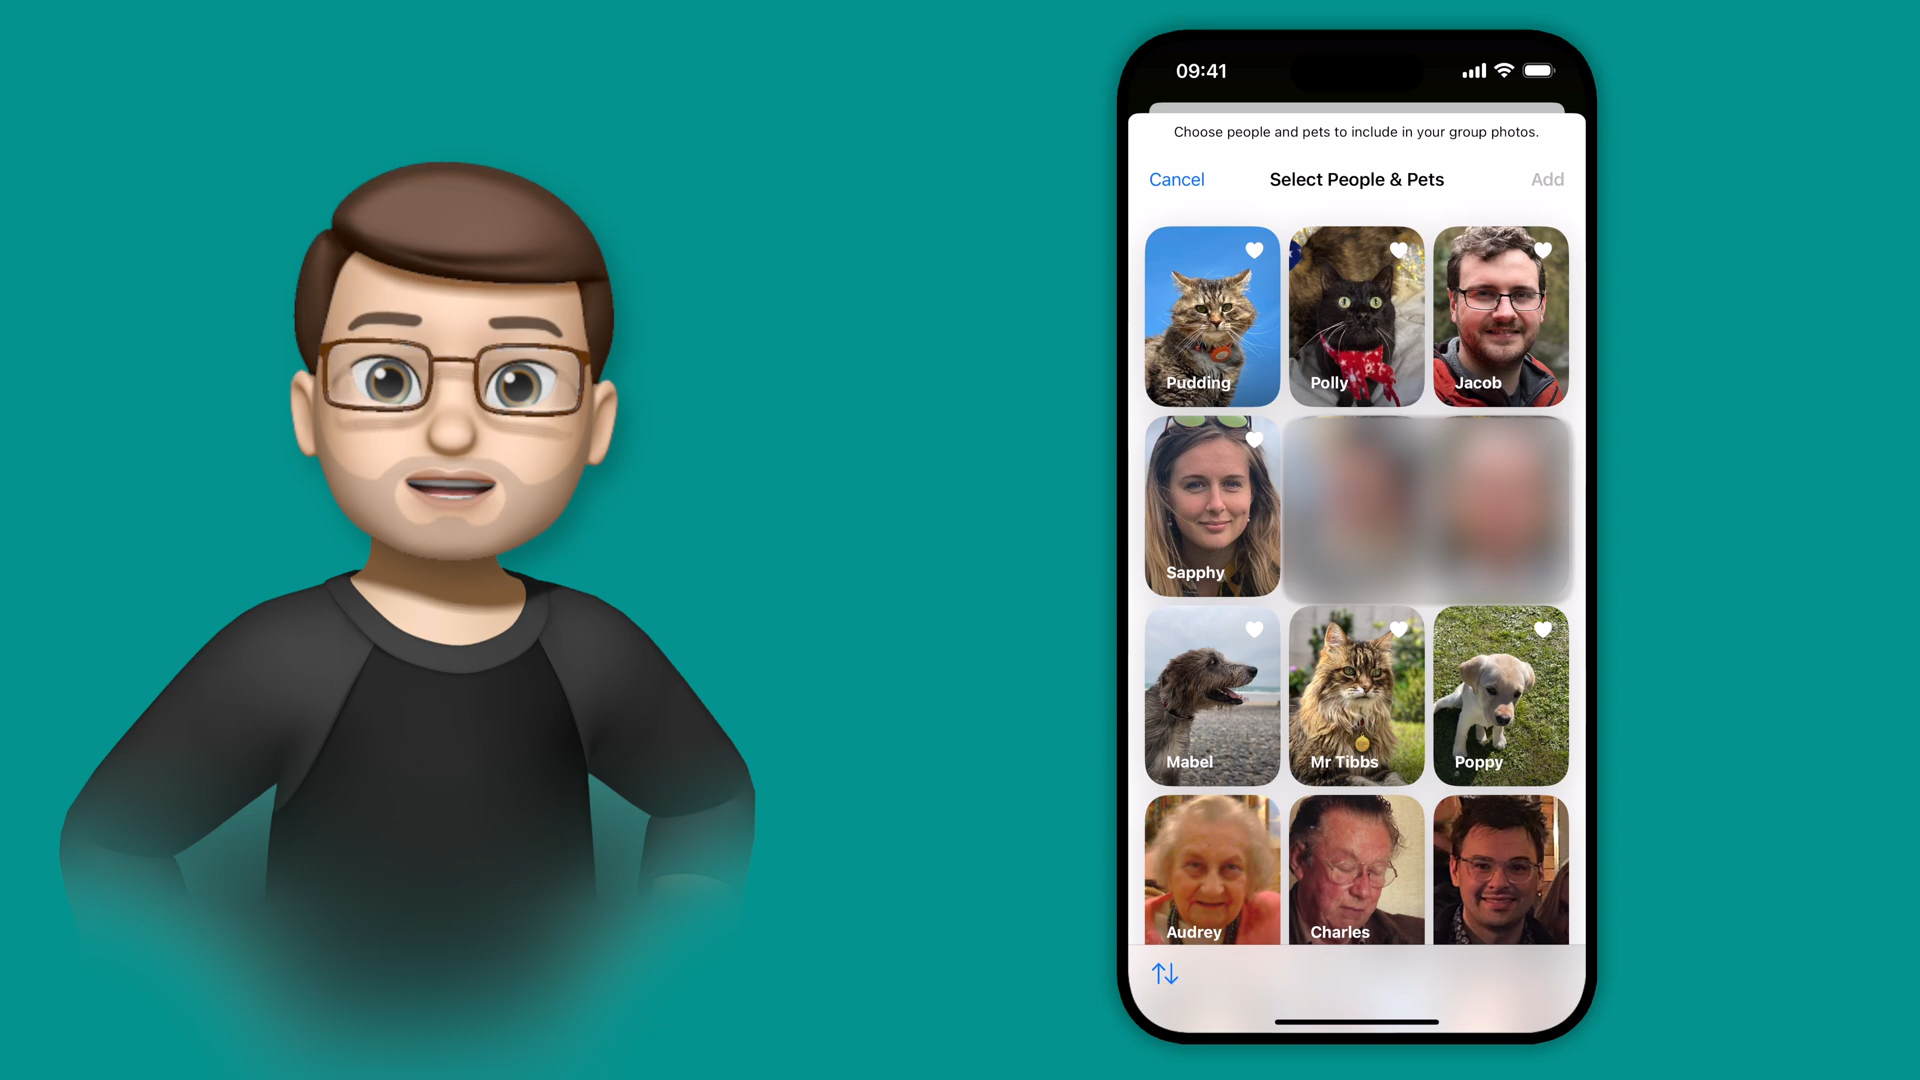 09:41
Choose people and pets to include in your group photos.
Cancel
Select People & Pets
Add
Pudding
Polly
Jacob
Sapphy
Mabel
Mr Tibbs
Poppy
Audrey
Charles